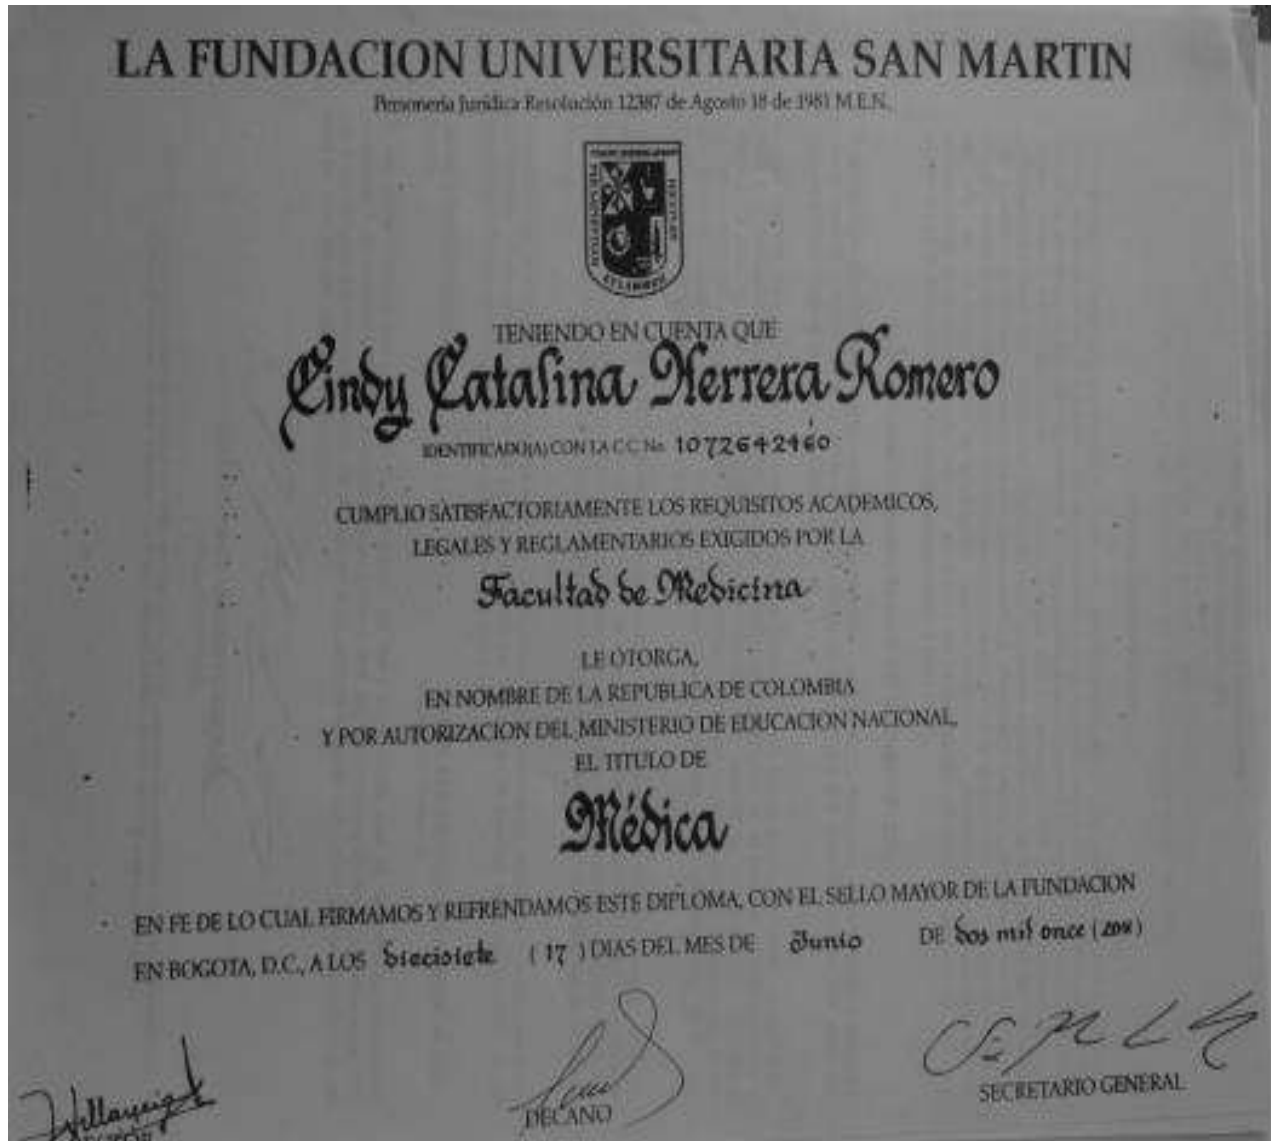 LA FUNDACION UNIVERSITARIA SAN MARTIN
Personería Jurídica Resolución 12387 de Agosto 18 de 1981 M.E.N.
TENIENDO EN CUENTA QUE
Cindy Catalina Herrera Romero
IDENTIFICADO(A) CON LA C.C. No. 1072642460
CUMPLIO SATISFACTORIAMENTE LOS REQUISITOS ACADEMICOS,
LEGALES Y REGLAMENTARIOS EXIGIDOS POR LA
Facultad de Medicina
LE OTORGA,
EN NOMBRE DE LA REPUBLICA DE COLOMBIA
Y POR AUTORIZACION DEL MINISTERIO DE EDUCACION NACIONAL,
EL TITULO DE
Médica
EN FE DE LO CUAL FIRMAMOS Y REFRENDAMOS ESTE DIPLOMA, CON EL SELLO MAYOR DE LA FUNDACION
EN BOGOTA, D.C., A LOS diecisiete (17) DIAS DEL MES DE Junio DE dos mil once (2011)
DECANO
SECRETARIO GENERAL